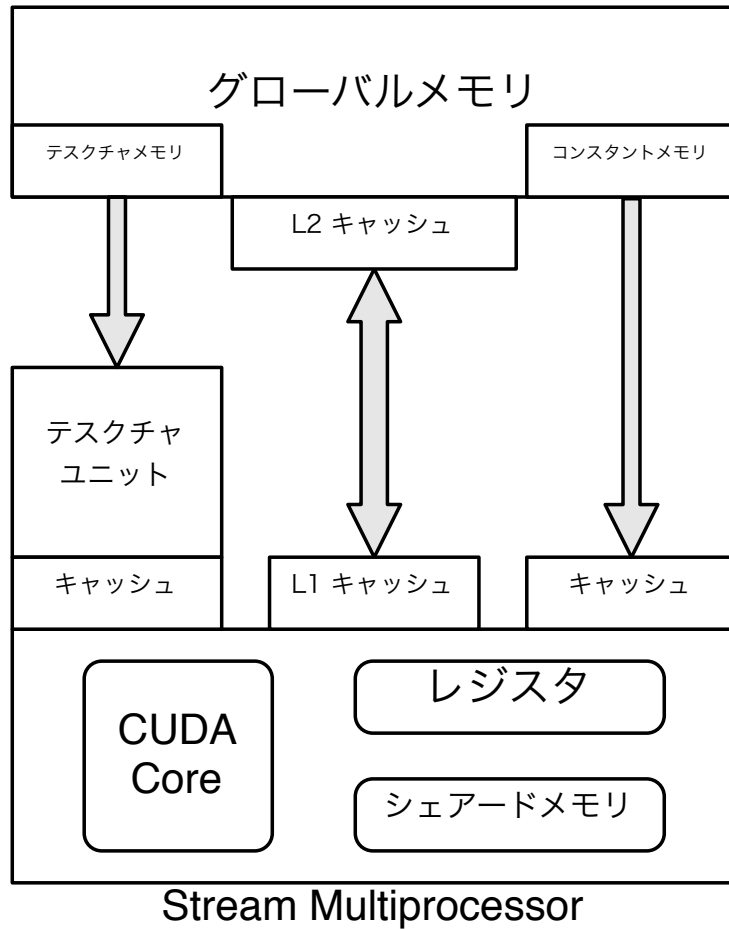 グローバルメモリ
テスクチャメモリ
コンスタントメモリ
L2 キャッシュ
テスクチャ
ユニット
キャッシュ
L1 キャッシュ
キャッシュ
CUDA
Core
レジスタ
シェアードメモリ
Stream Multiprocessor